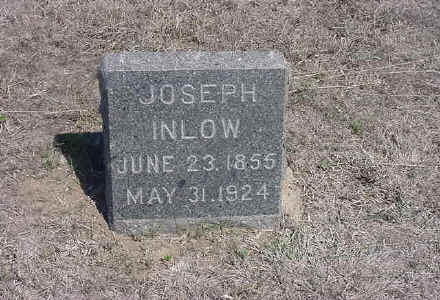 JOSEPH
INLOW
JUNE 23.1855
MAY 31.1924